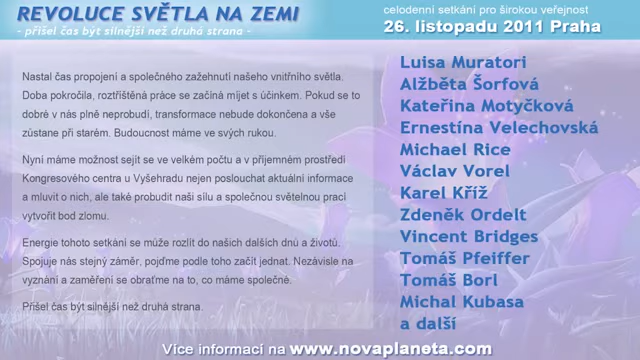 REVOLUCE SVĚTLA NA ZEMI
- přišel čas být silnější než druhá strana -
celodenní setkání pro širokou veřejnost
26. listopadu 2011 Praha
Nastal čas propojení a společného zažehnutí našeho vnitřního světla.
Doba pokročila, roztříštěná práce se začíná míjet s účinkem. Pokud se to
dobré v nás plně neprobudí, transformace nebude dokončena a vše
zůstane při starém. Budoucnost máme ve svých rukou.
Nyní máme možnost sejít se ve velkém počtu a v příjemném prostředí
Kongresového centra u Vyšehradu nejen poslouchat aktuální informace
a mluvit o nich, ale také probudit naši sílu a společnou světelnou prací
vytvořit bod zlomu.
Energie tohoto setkání se může rozlít do našich dalších dnů a životů.
Spojuje nás stejný záměr, pojďme podle toho začít jednat. Nezávisle na
vyznání a zaměření se obraťme na to, co máme společné.
Přišel čas být silnější než druhá strana.
Luisa Muratori
Alžběta Šorfová
Kateřina Motyčková
Ernestína Velechovská
Michael Rice
Václav Vorel
Karel Kříž
Zdeněk Ordelt
Vincent Bridges
Tomáš Pfeiffer
Tomáš Borl
Michal Kubasa
a další
Více informací na www.novaplaneta.com